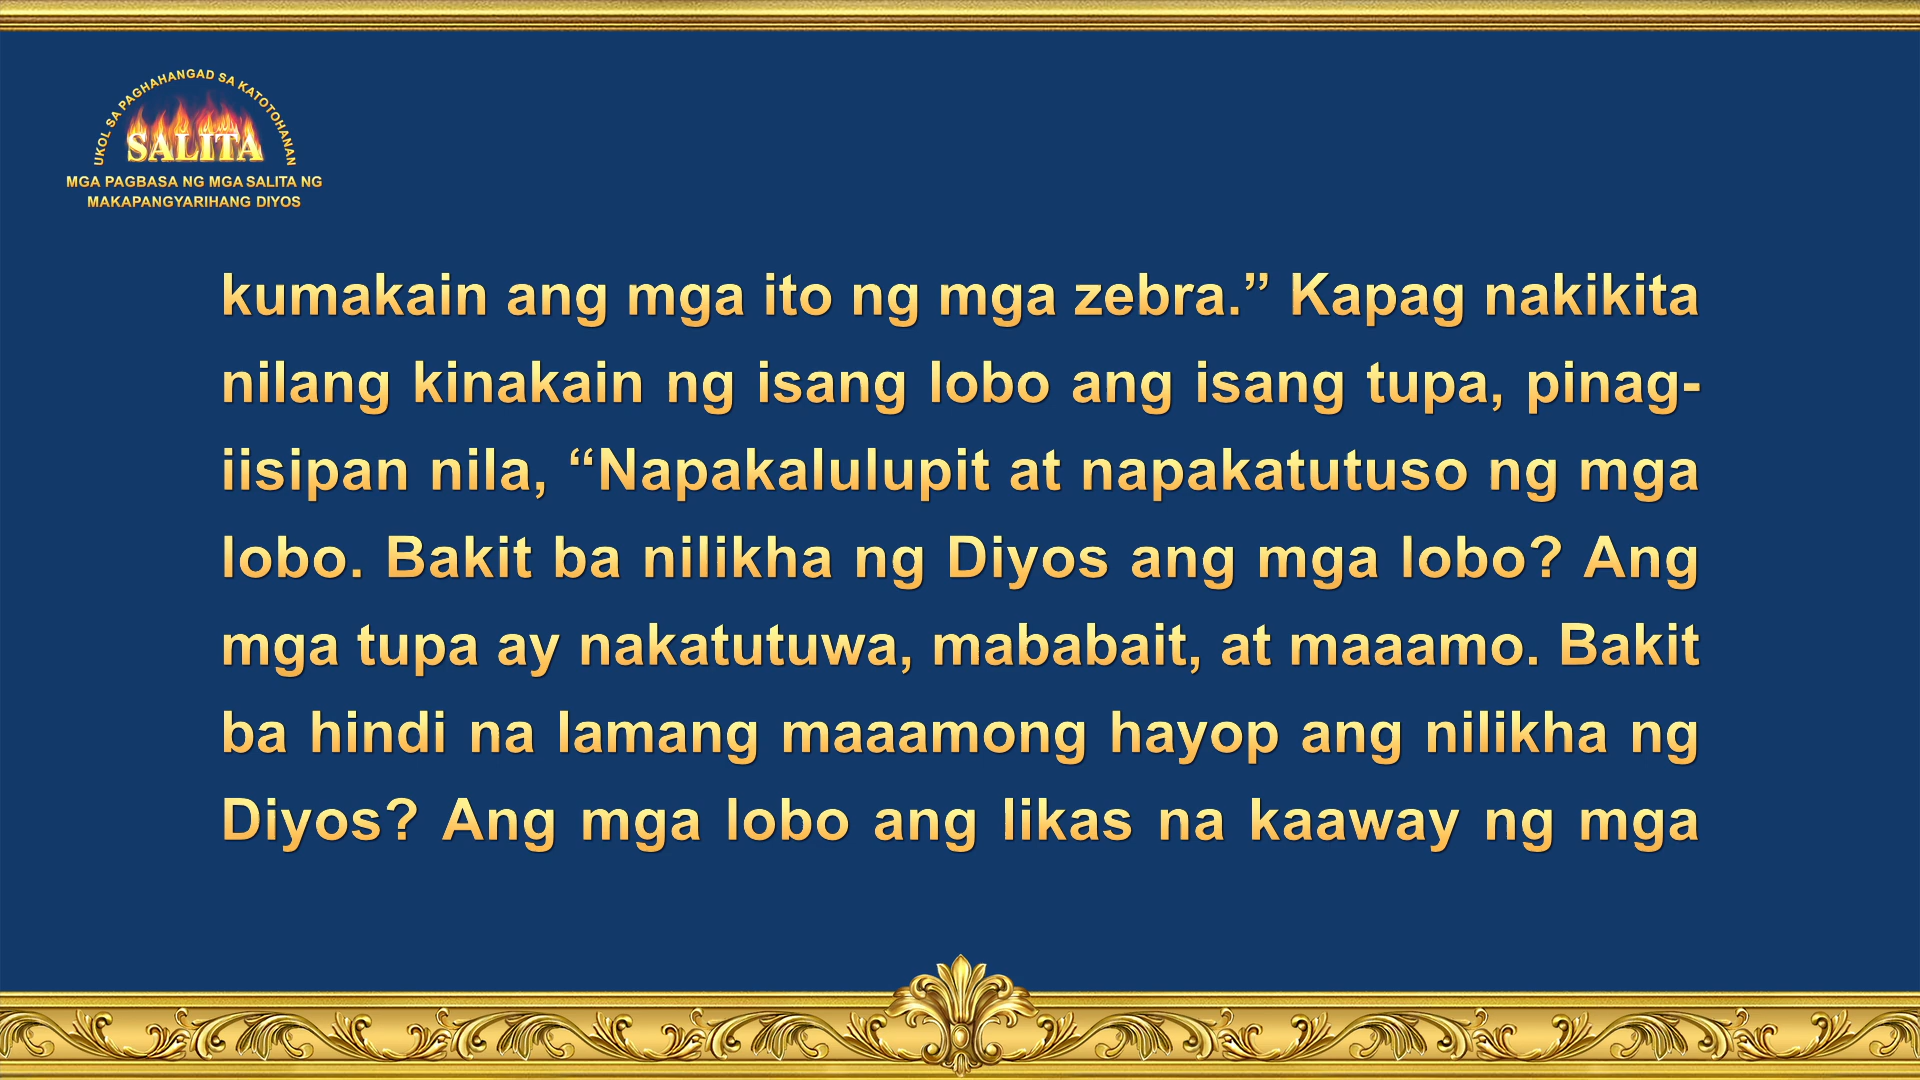 UKOL SA PAGHAHANGAD SA KATOTOHANAN
SALITA
MGA PAGBASA NG MGA SALITA NG
MAKAPANGYARIHANG DIYOS
kumakain ang mga ito ng mga zebra.” Kapag nakikita
nilang kinakain ng isang lobo ang isang tupa, pinag-
iisipan nila, “Napakalulupit at napakatutuso ng mga
lobo. Bakit ba nilikha ng Diyos ang mga lobo? Ang
mga tupa ay nakatutuwa, mababait, at maaamo. Bakit
ba hindi na lamang maaamong hayop ang nilikha ng
Diyos? Ang mga lobo ang likas na kaaway ng mga